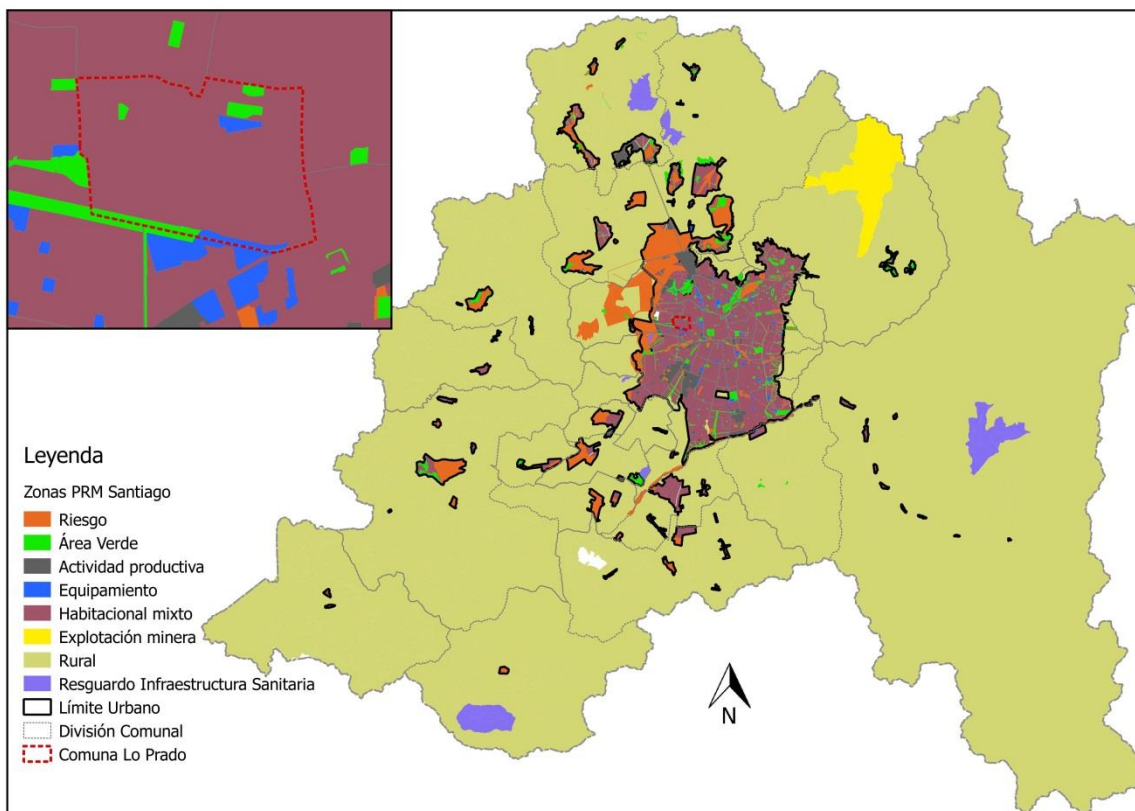 Leyenda
Zonas PRM Santiago
Riesgo
Área Verde
Actividad productiva
Equipamiento
Habitacional mixto
Explotación minera
Rural
Resguardo Infraestructura Sanitaria
Límite Urbano
División Comunal
Comuna Lo Prado
N